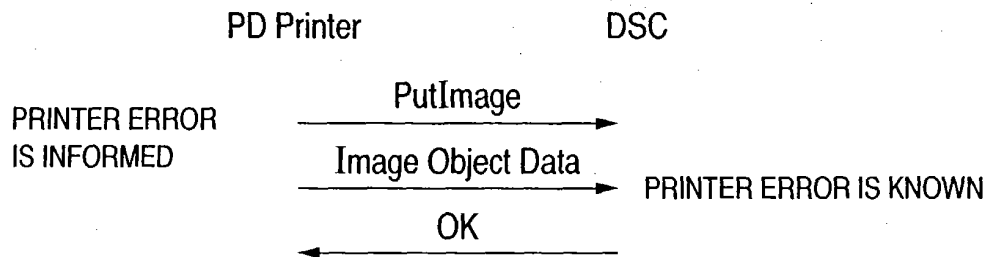 PD Printer DSC
PutImage
PRINTER ERROR
IS INFORMED
Image Object Data
PRINTER ERROR IS KNOWN
OK